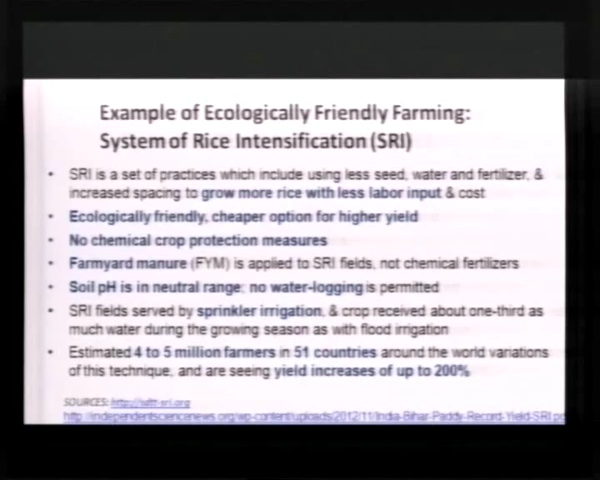 Example of Ecologically Friendly Farming:
System of Rice Intensification (SRI)
• SRI is a set of practices which include using less seed, water and fertilizer, &
increased spacing to grow more rice with less labor input & cost
• Ecologically friendly, cheaper option for higher yield
• No chemical crop protection measures
• Farmyard manure (FYM) is applied to SRI fields, not chemical fertilizers
• Soil pH is in neutral range; no water-logging is permitted
• SRI fields served by sprinkler irrigation, & crop received about one-third as
much water during the growing season as with flood irrigation
• Estimated 4 to 5 million farmers in 51 countries around the world variations
of this technique, and are seeing yield increases of up to 200%
SOURCES: http://sdtt-sri.org
http://independentsciencenews.org/wp-content/uploads/2012/11/India-Bihar-Paddy-Record-Yield-SRI.pd